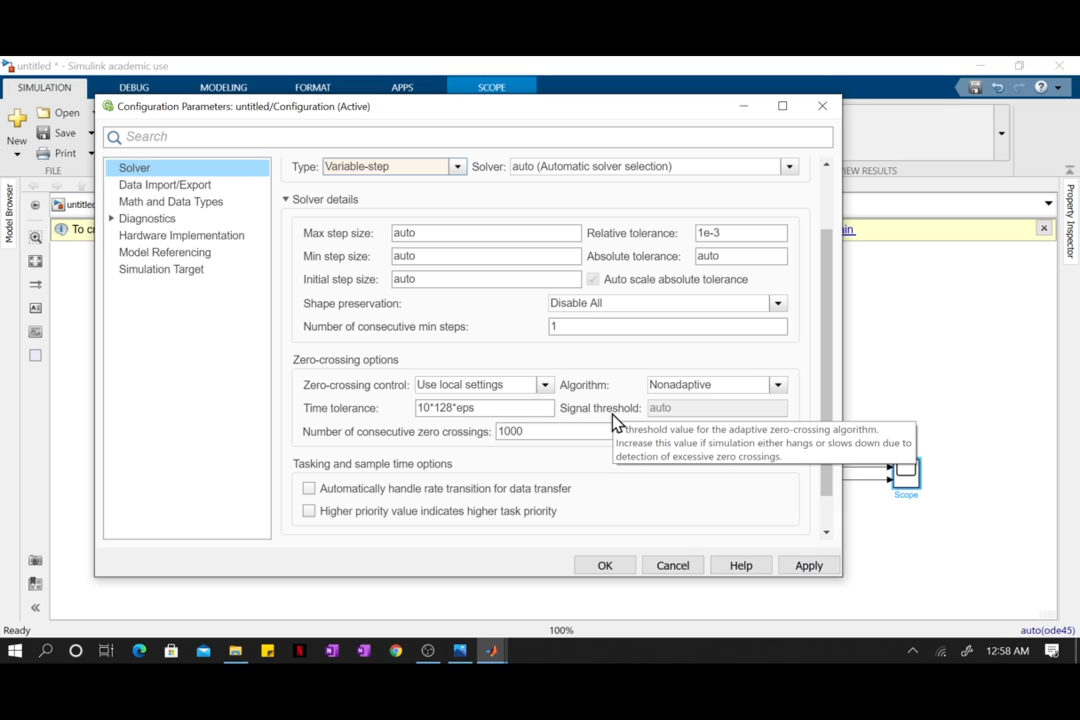 untitled * - Simulink academic use
SIMULATION DEBUG MODELING FORMAT APPS SCOPE
Configuration Parameters: untitled/Configuration (Active)
New
Open
Save
Print
FILE
VIEW RESULTS
Search
Solver
Data Import/Export
Math and Data Types
Diagnostics
Hardware Implementation
Model Referencing
Simulation Target
Type: Variable-step Solver: auto (Automatic solver selection)
Solver details
Max step size: auto Relative tolerance: 1e-3
Min step size: auto Absolute tolerance: auto
Initial step size: auto Auto scale absolute tolerance
Shape preservation: Disable All
Number of consecutive min steps: 1
Zero-crossing options
Zero-crossing control: Use local settings Algorithm: Nonadaptive
Time tolerance: 10*128*eps Signal threshold: auto
Number of consecutive zero crossings: 1000
threshold value for the adaptive zero-crossing algorithm.
Increase this value if simulation either hangs or slows down due to
detection of excessive zero crossings.
Tasking and sample time options
Automatically handle rate transition for data transfer
Higher priority value indicates higher task priority
OK Cancel Help Apply
Model Browser
Property Inspector
Scope
Ready 100% auto(ode45)
12:58 AM